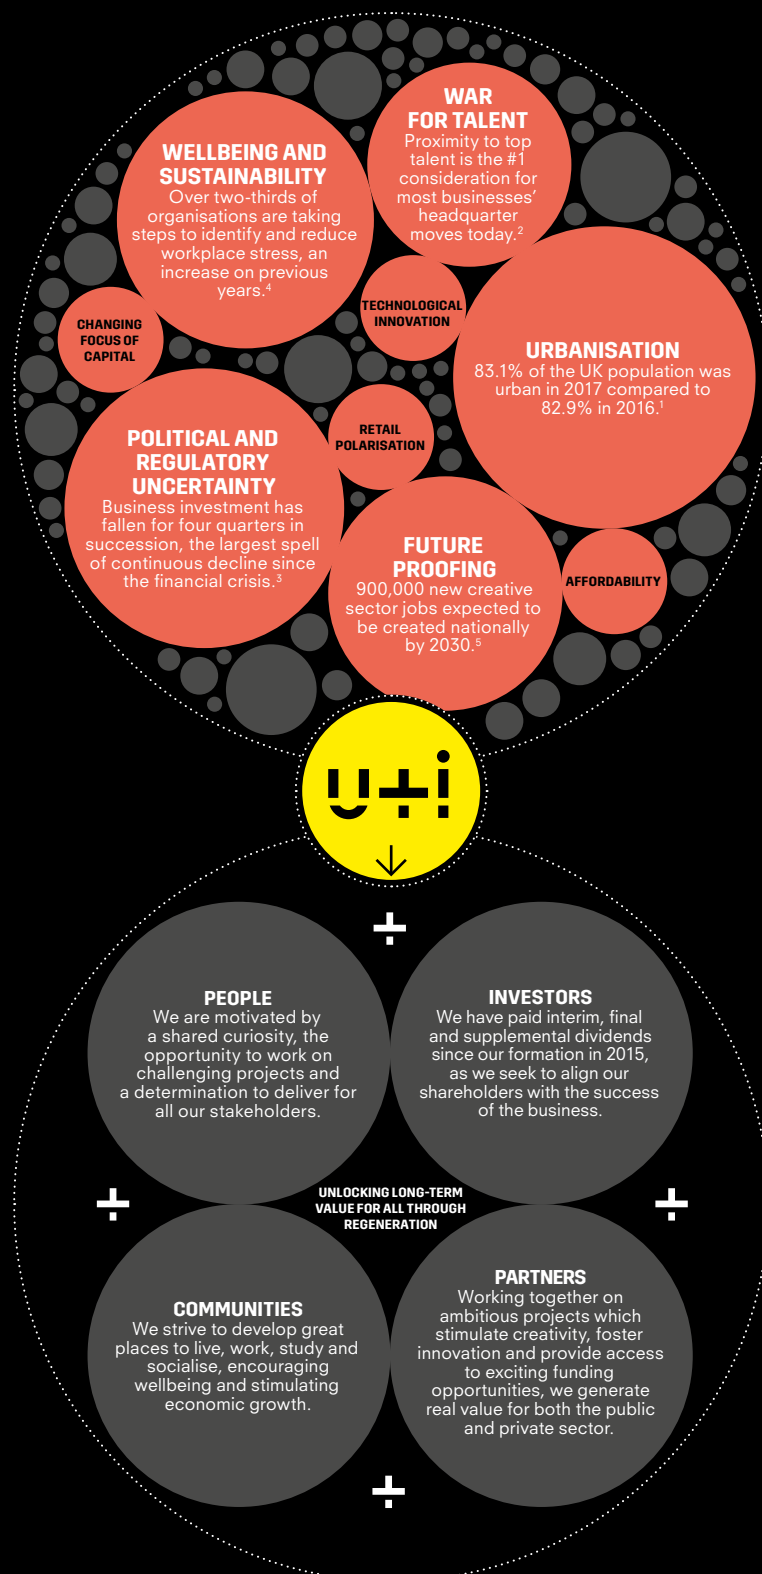 WAR
FOR TALENT
Proximity to top
talent is the #1
consideration for
most businesses’
headquarter
moves today.²
WELLBEING AND
SUSTAINABILITY
Over two-thirds of
organisations are taking
steps to identify and reduce
workplace stress, an
increase on previous
years.⁴
TECHNOLOGICAL
INNOVATION
CHANGING
FOCUS OF
CAPITAL
URBANISATION
83.1% of the UK population was
urban in 2017 compared to
82.9% in 2016.¹
RETAIL
POLARISATION
POLITICAL AND
REGULATORY
UNCERTAINTY
Business investment has
fallen for four quarters in
succession, the largest spell
of continuous decline since
the financial crisis.³
FUTURE
PROOFING
900,000 new creative
sector jobs expected to
be created nationally
by 2030.⁵
AFFORDABILITY
u+i
PEOPLE
We are motivated by
a shared curiosity, the
opportunity to work on
challenging projects and
a determination to deliver for
all our stakeholders.
INVESTORS
We have paid interim, final
and supplemental dividends
since our formation in 2015,
as we seek to align our
shareholders with the success
of the business.
UNLOCKING LONG-TERM
VALUE FOR ALL THROUGH
REGENERATION
COMMUNITIES
We strive to develop great
places to live, work, study and
socialise, encouraging
wellbeing and stimulating
economic growth.
PARTNERS
Working together on
ambitious projects which
stimulate creativity, foster
innovation and provide access
to exciting funding
opportunities, we generate
real value for both the public
and private sector.